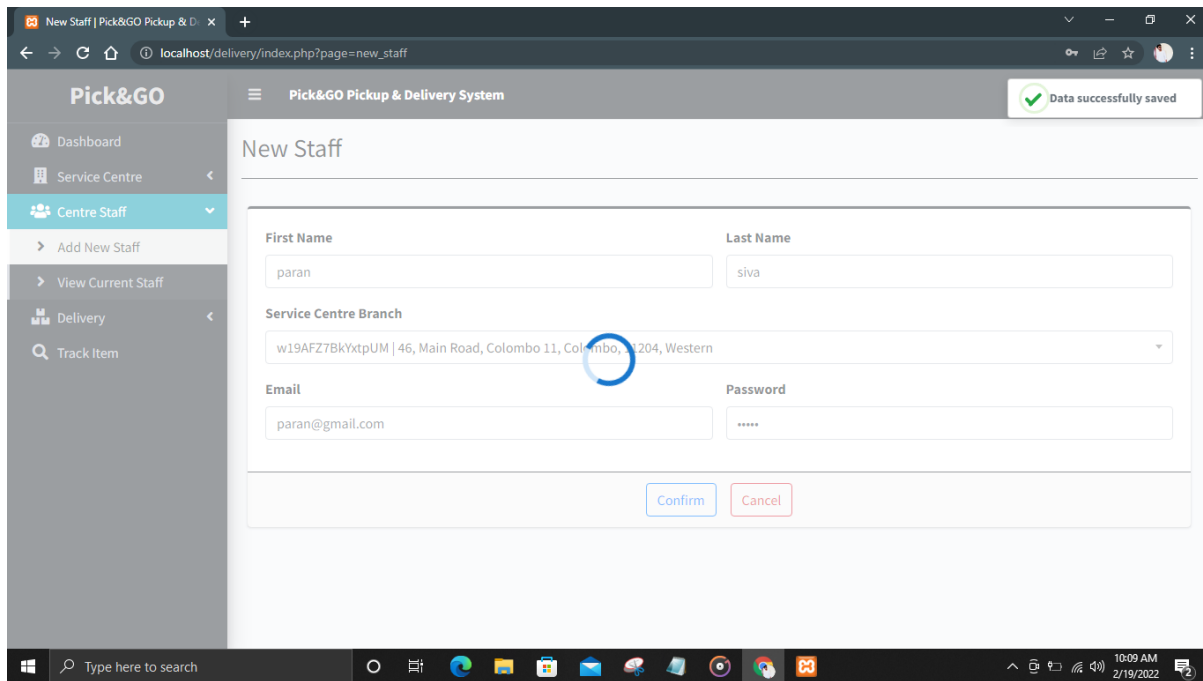 New Staff | Pick&GO Pickup & De
localhost/delivery/index.php?page=new_staff
Pick&GO
Pick&GO Pickup & Delivery System
Data successfully saved
Dashboard
Service Centre
Centre Staff
Add New Staff
View Current Staff
Delivery
Track Item
New Staff
First Name
Last Name
paran
siva
Service Centre Branch
w19AFZ7BkYxtpUM | 46, Main Road, Colombo 11, Colombo, 11204, Western
Email
Password
paran@gmail.com
•••••
Confirm
Cancel
Type here to search
10:09 AM
2/19/2022
2